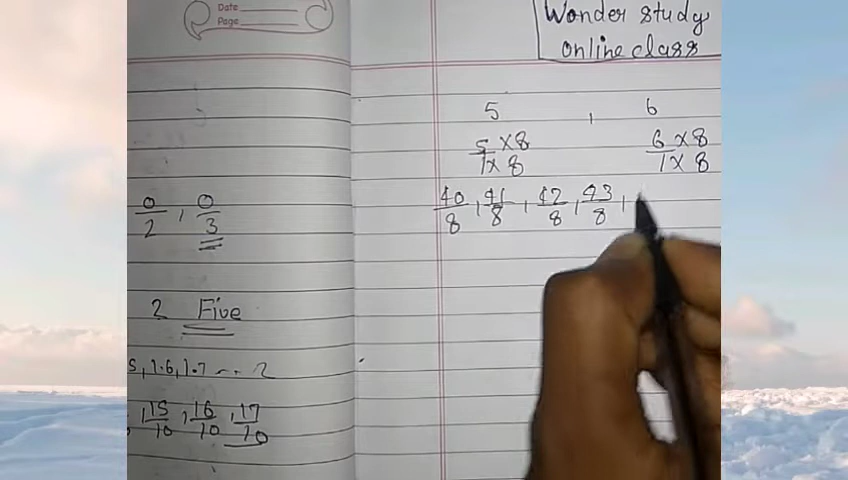 Date
Page
Wonder study
online class
5 , 6
5/1 × 8/8
6/1 × 8/8
40/8 , 41/8 , 42/8 , 43/8 ,
0/2 , 0/3
2 Five
5, 1.6, 1.7 ... 2
, 15/10 , 16/10 , 17/10